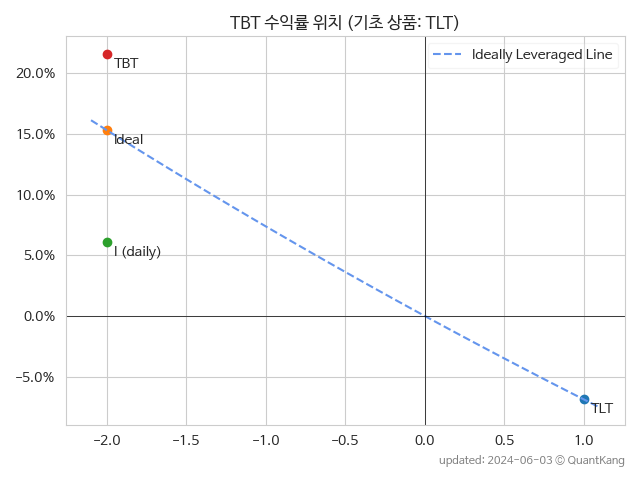 TBT 수익률 위치 (기초 상품: TLT)
Ideally Leveraged Line
20.0%
15.0%
10.0%
5.0%
0.0%
−5.0%
TBT
Ideal
I (daily)
TLT
−2.0 −1.5 −1.0 −0.5 0.0 0.5 1.0
updated: 2024-06-03 © QuantKang